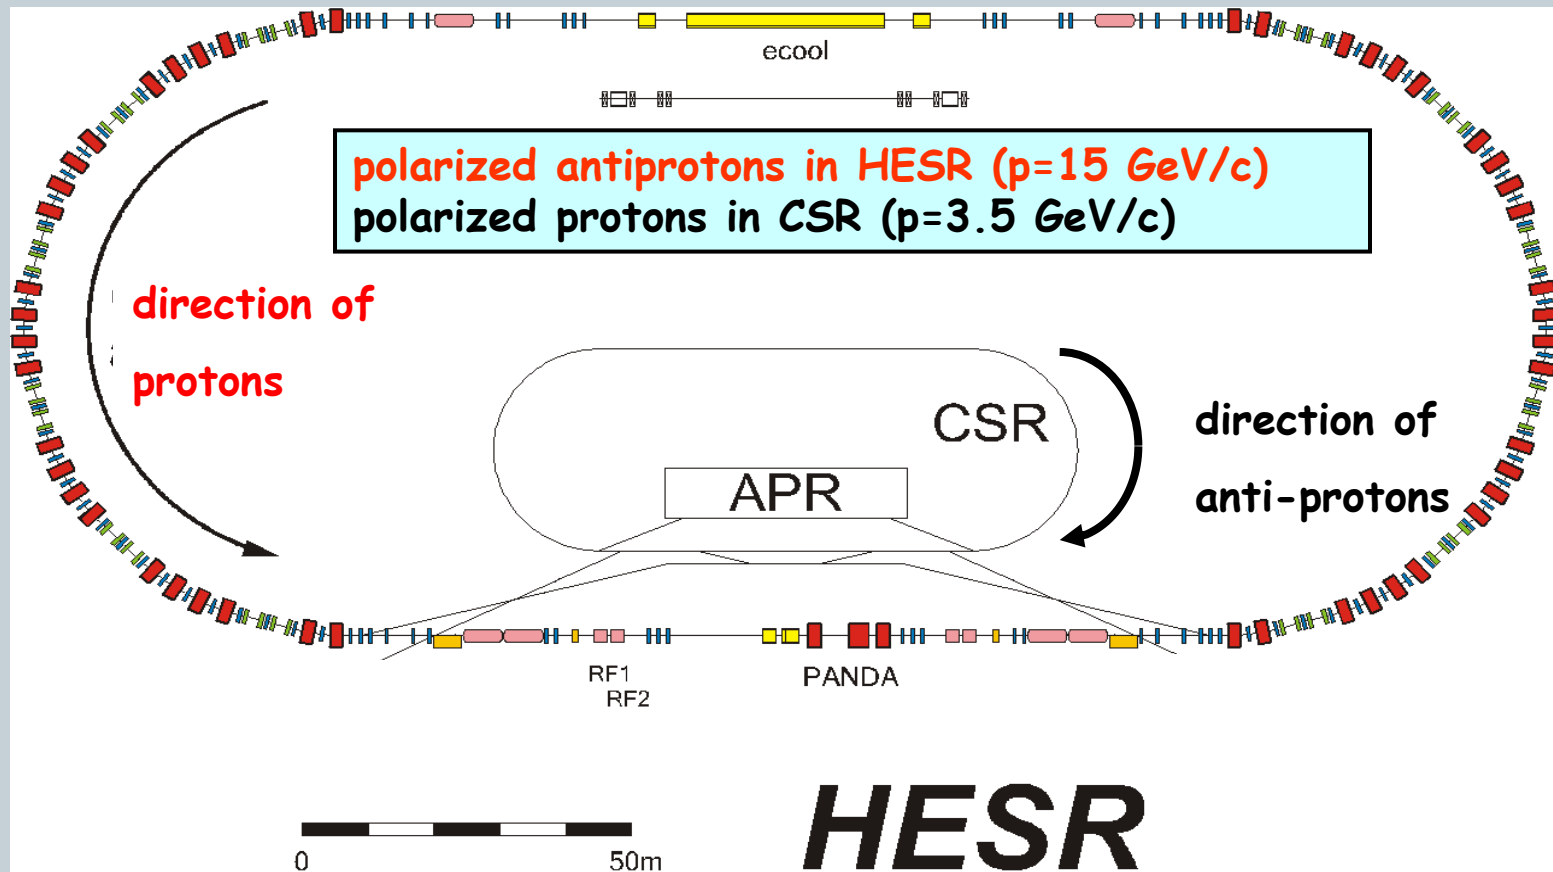 ecool
polarized antiprotons in HESR (p=15 GeV/c)
polarized protons in CSR (p=3.5 GeV/c)
direction of
protons
CSR
APR
direction of
anti-protons
RF1
RF2
PANDA
HESR
0 50m